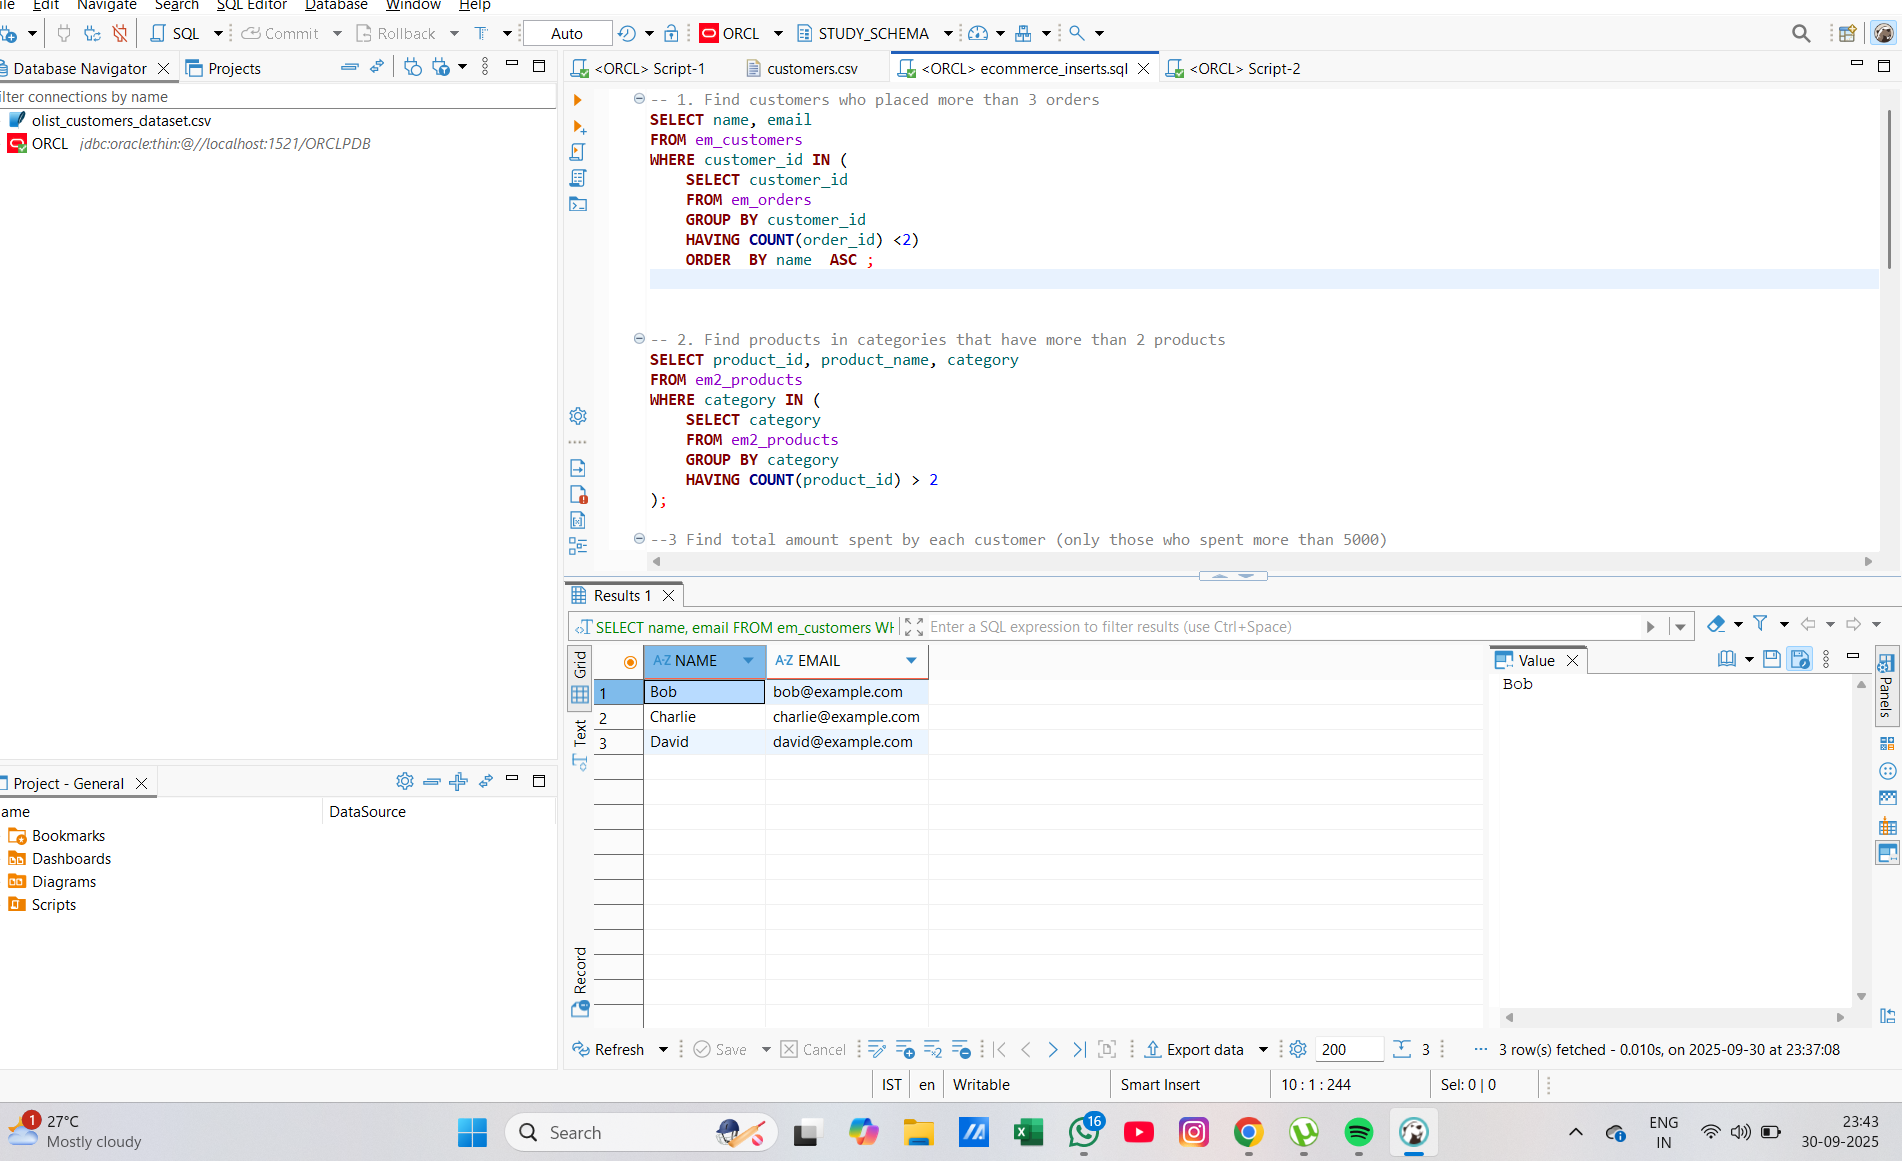 ile Edit Navigate Search SQL Editor Database Window Help
SQL Commit Rollback Auto ORCL STUDY_SCHEMA
Database Navigator Projects
ilter connections by name
olist_customers_dataset.csv
ORCL jdbc:oracle:thin:@//localhost:1521/ORCLPDB
<ORCL> Script-1 customers.csv <ORCL> ecommerce_inserts.sql <ORCL> Script-2
-- 1. Find customers who placed more than 3 orders
SELECT name, email
FROM em_customers
WHERE customer_id IN (
SELECT customer_id
FROM em_orders
GROUP BY customer_id
HAVING COUNT(order_id) <2)
ORDER BY name ASC ;
-- 2. Find products in categories that have more than 2 products
SELECT product_id, product_name, category
FROM em2_products
WHERE category IN (
SELECT category
FROM em2_products
GROUP BY category
HAVING COUNT(product_id) > 2
);
--3 Find total amount spent by each customer (only those who spent more than 5000)
Results 1
SELECT name, email FROM em_customers WH Enter a SQL expression to filter results (use Ctrl+Space)
Grid
Text
Record
A-Z NAME A-Z EMAIL
1 Bob bob@example.com
2 Charlie charlie@example.com
3 David david@example.com
Value
Bob
Panels
Refresh Save Cancel Export data 200 3 ... 3 row(s) fetched - 0.010s, on 2025-09-30 at 23:37:08
Project - General
ame DataSource
Bookmarks
Dashboards
Diagrams
Scripts
IST en Writable Smart Insert 10 : 1 : 244 Sel: 0 | 0
1
27°C
Mostly cloudy
Search
16
ENG
IN
23:43
30-09-2025